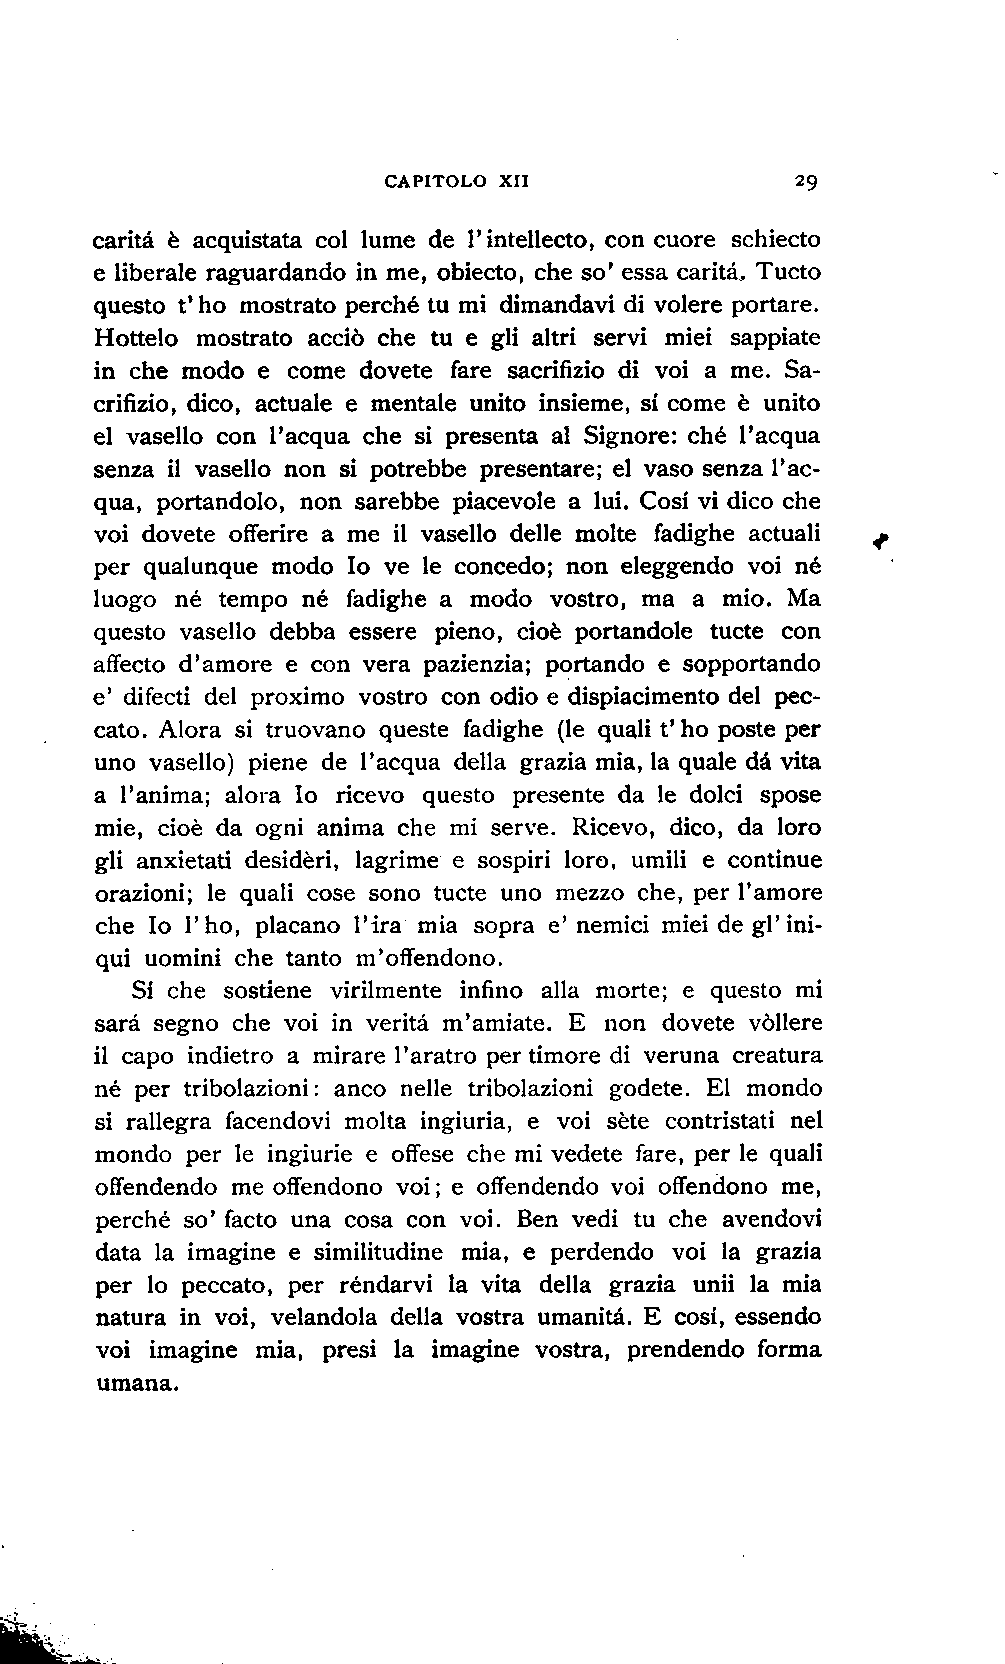 CAPITOLO XII 29
caritá è acquistata col lume de l'intellecto, con cuore schiecto
e liberale raguardando in me, obiecto, che so' essa caritá. Tucto
questo t'ho mostrato perché tu mi dimandavi di volere portare.
Hottelo mostrato acciò che tu e gli altri servi miei sappiate
in che modo e come dovete fare sacrifizio di voi a me. Sa-
crifizio, dico, actuale e mentale unito insieme, sí come è unito
el vasello con l'acqua che si presenta al Signore: ché l'acqua
senza il vasello non si potrebbe presentare; el vaso senza l'ac-
qua, portandolo, non sarebbe piacevole a lui. Cosí vi dico che
voi dovete offerire a me il vasello delle molte fadighe actuali
per qualunque modo Io ve le concedo; non eleggendo voi né
luogo né tempo né fadighe a modo vostro, ma a mio. Ma
questo vasello debba essere pieno, cioè portandole tucte con
affecto d'amore e con vera pazienzia; portando e sopportando
e' difecti del proximo vostro con odio e dispiacimento del pec-
cato. Alora si truovano queste fadighe (le quali t'ho poste per
uno vasello) piene de l'acqua della grazia mia, la quale dá vita
a l'anima; alora Io ricevo questo presente da le dolci spose
mie, cioè da ogni anima che mi serve. Ricevo, dico, da loro
gli anxietati desidèri, lagrime e sospiri loro, umili e continue
orazioni; le quali cose sono tucte uno mezzo che, per l'amore
che Io l'ho, placano l'ira mia sopra e' nemici miei de gl'ini-
qui uomini che tanto m'offendono.
Sí che sostiene virilmente infino alla morte; e questo mi
sará segno che voi in veritá m'amiate. E non dovete vòllere
il capo indietro a mirare l'aratro per timore di veruna creatura
né per tribolazioni: anco nelle tribolazioni godete. El mondo
si rallegra facendovi molta ingiuria, e voi sète contristati nel
mondo per le ingiurie e offese che mi vedete fare, per le quali
offendendo me offendono voi; e offendendo voi offendono me,
perché so' facto una cosa con voi. Ben vedi tu che avendovi
data la imagine e similitudine mia, e perdendo voi la grazia
per lo peccato, per réndarvi la vita della grazia unii la mia
natura in voi, velandola della vostra umanitá. E cosí, essendo
voi imagine mia, presi la imagine vostra, prendendo forma
umana.